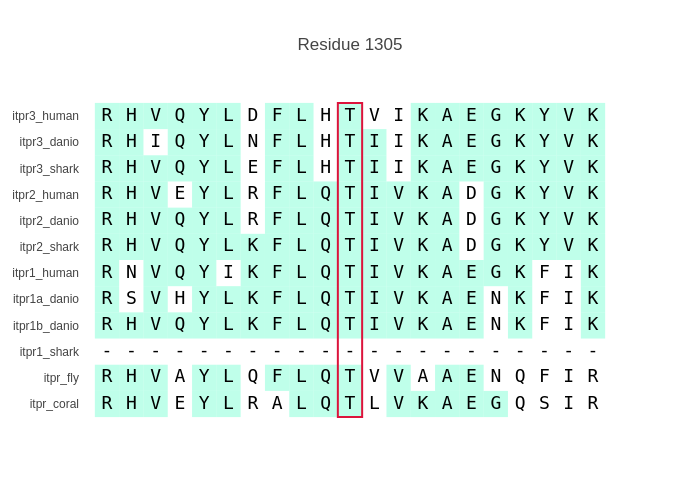 Residue 1305
itpr3_human R H V Q Y L D F L H T V I K A E G K Y V K
itpr3_danio R H I Q Y L N F L H T I I K A E G K Y V K
itpr3_shark R H V Q Y L E F L H T I I K A E G K Y V K
itpr2_human R H V E Y L R F L Q T I V K A D G K Y V K
itpr2_danio R H V Q Y L R F L Q T I V K A D G K Y V K
itpr2_shark R H V Q Y L K F L Q T I V K A D G K Y V K
itpr1_human R N V Q Y I K F L Q T I V K A E G K F I K
itpr1a_danio R S V H Y L K F L Q T I V K A E N K F I K
itpr1b_danio R H V Q Y L K F L Q T I V K A E N K F I K
itpr1_shark - - - - - - - - - - - - - - - - - - - - -
itpr_fly R H V A Y L Q F L Q T V V A A E N Q F I R
itpr_coral R H V E Y L R A L Q T L V K A E G Q S I R